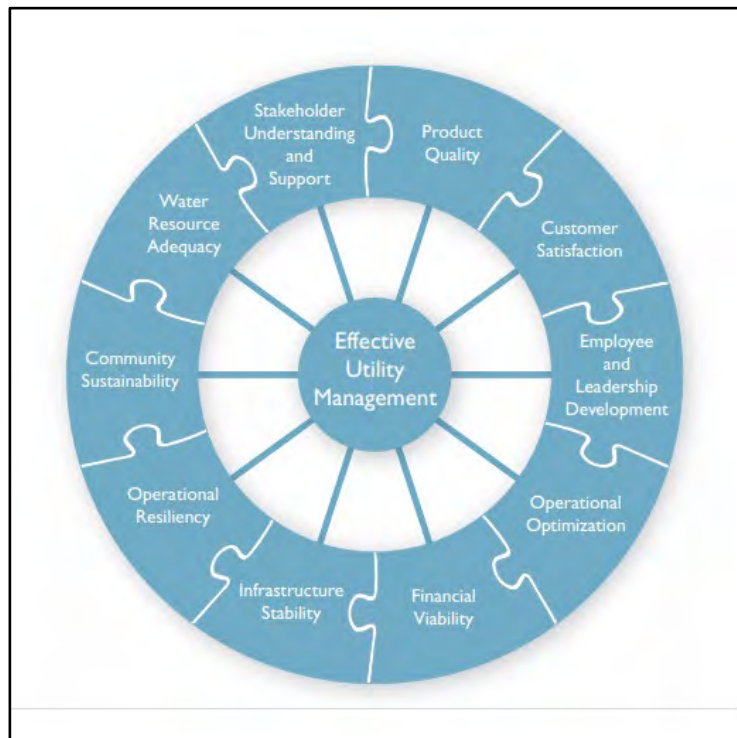 Stakeholder
Understanding
and
Support
Product
Quality
Customer
Satisfaction
Employee
and
Leadership
Development
Operational
Optimization
Financial
Viability
Infrastructure
Stability
Operational
Resiliency
Community
Sustainability
Water
Resource
Adequacy
Effective
Utility
Management